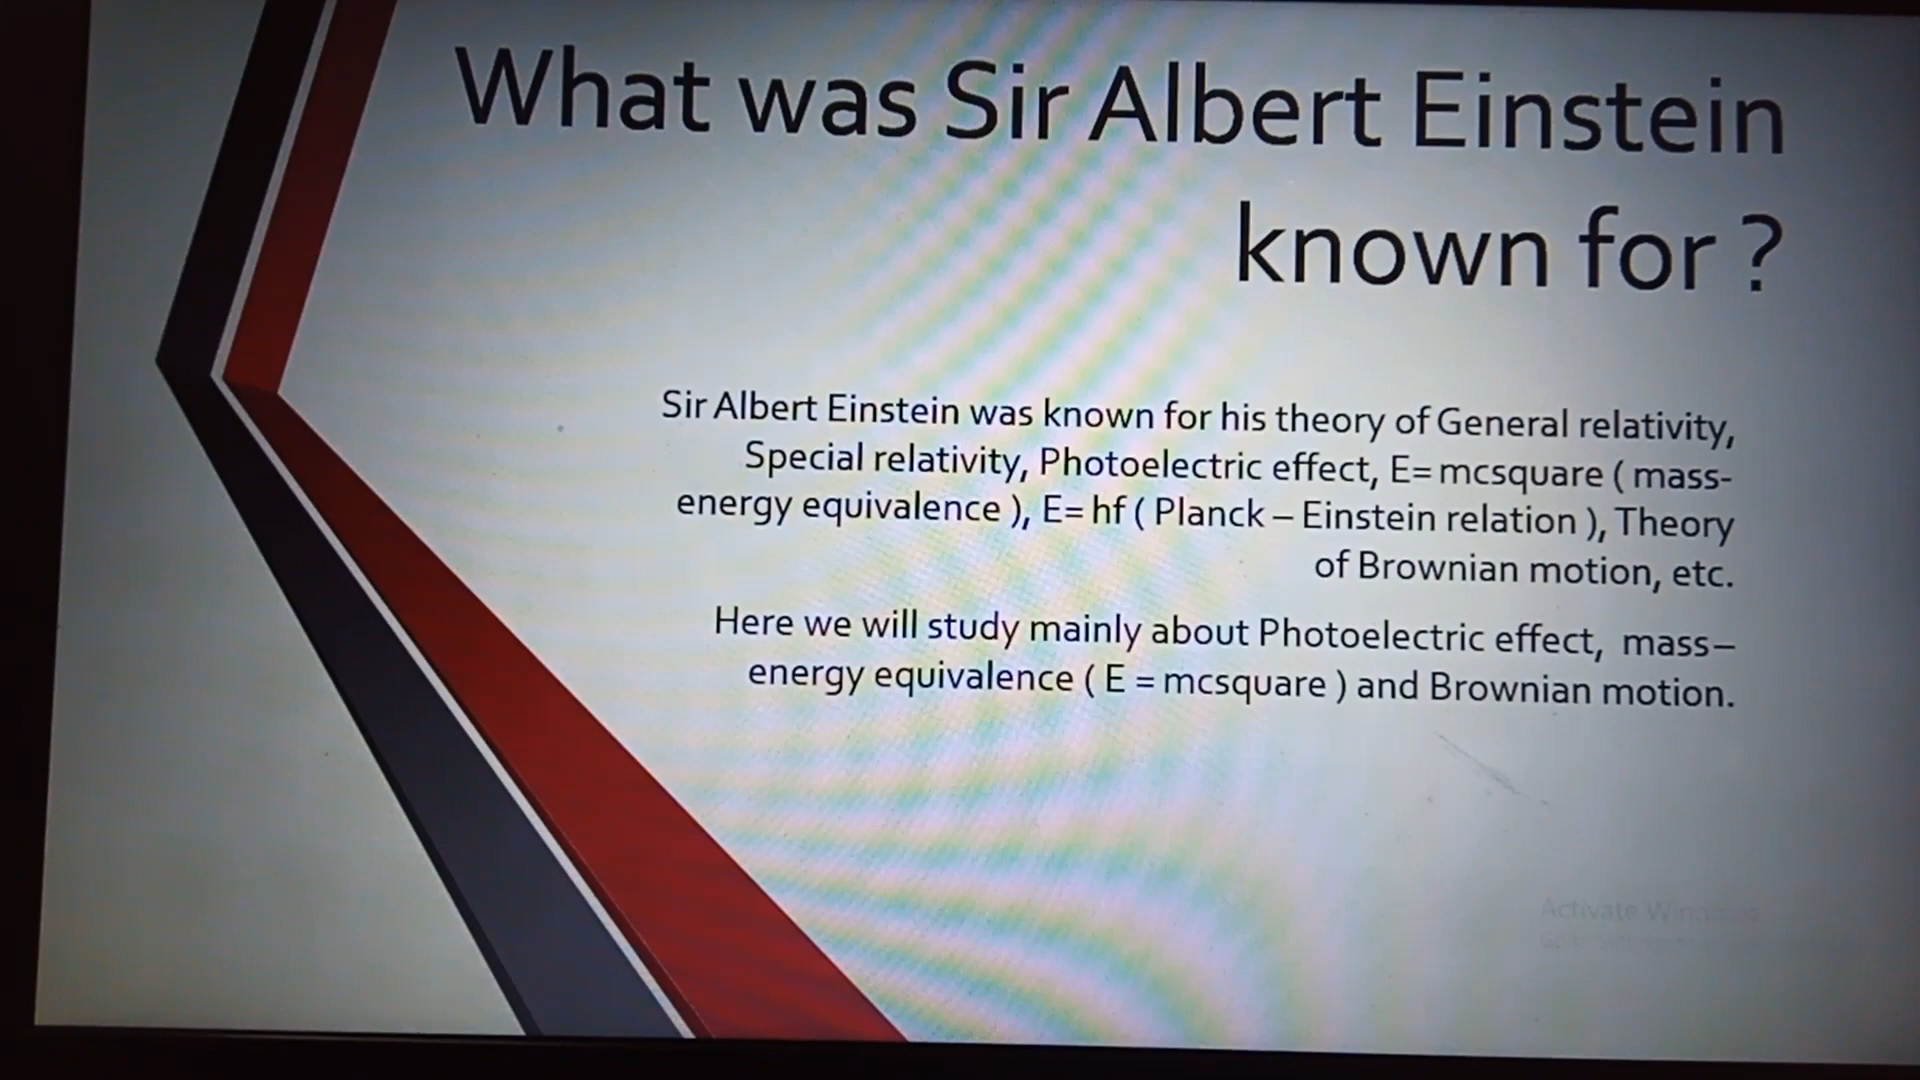 What was Sir Albert Einstein
known for ?
Sir Albert Einstein was known for his theory of General relativity,
Special relativity, Photoelectric effect, E= mcsquare ( mass-
energy equivalence ), E= hf ( Planck – Einstein relation ), Theory
of Brownian motion, etc.
Here we will study mainly about Photoelectric effect, mass–
energy equivalence ( E = mcsquare ) and Brownian motion.
Activate Windows